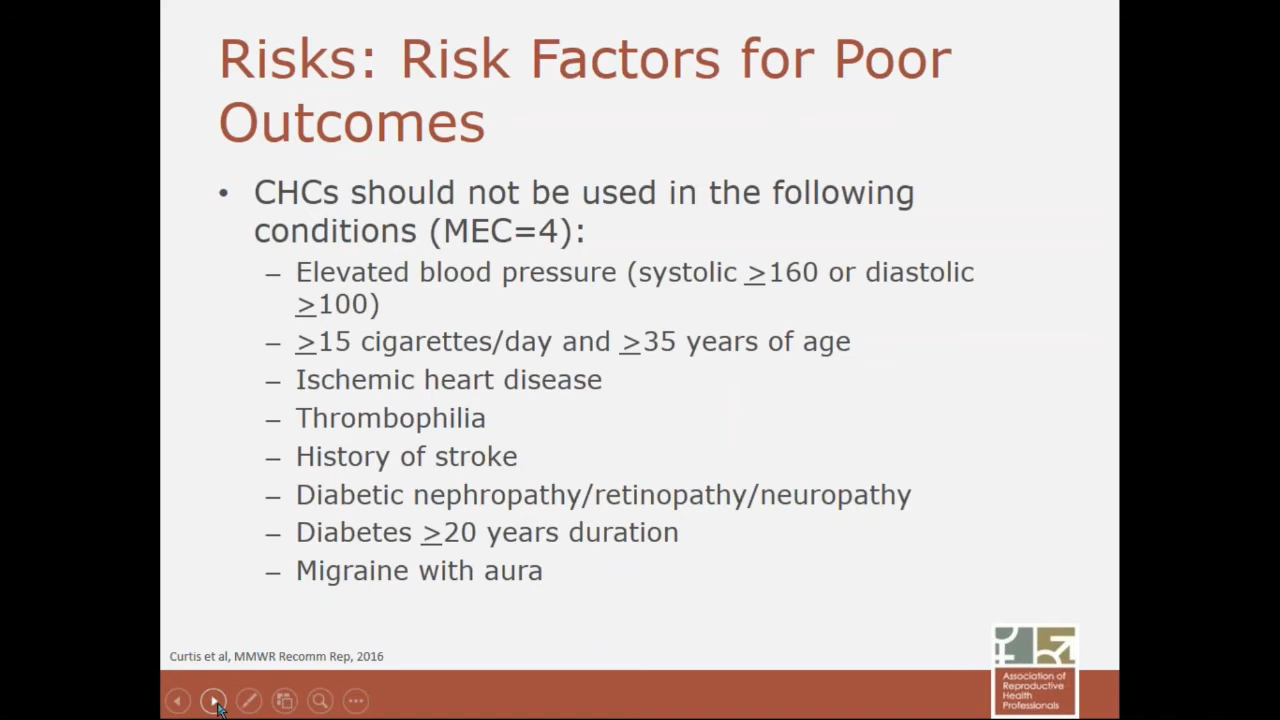 Risks: Risk Factors for Poor
Outcomes
• CHCs should not be used in the following
conditions (MEC=4):
– Elevated blood pressure (systolic ≥160 or diastolic
≥100)
– ≥15 cigarettes/day and ≥35 years of age
– Ischemic heart disease
– Thrombophilia
– History of stroke
– Diabetic nephropathy/retinopathy/neuropathy
– Diabetes ≥20 years duration
– Migraine with aura
Curtis et al, MMWR Recomm Rep, 2016
Association of
Reproductive
Health
Professionals